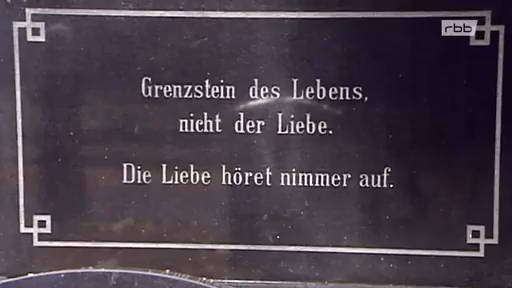 rbb
Grenzstein des Lebens,
nicht der Liebe.
Die Liebe höret nimmer auf.